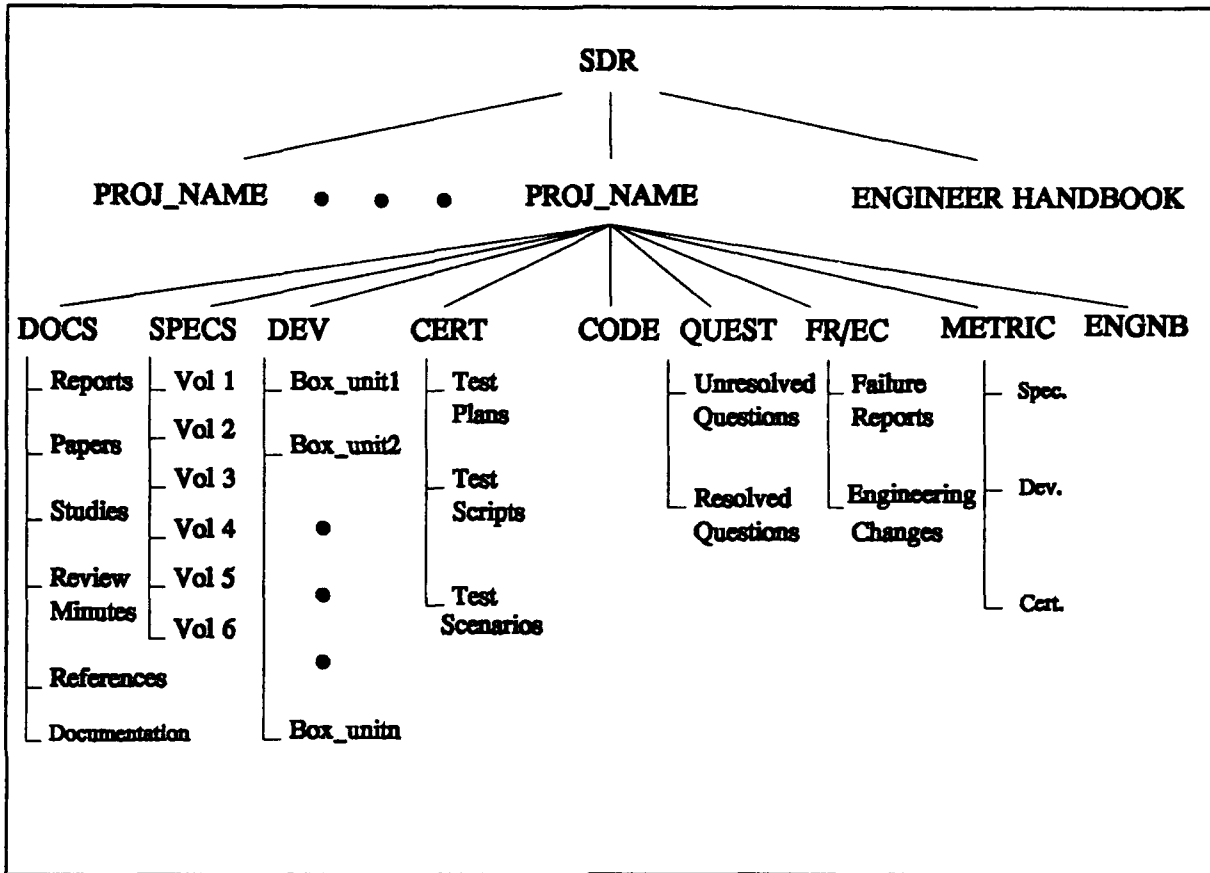 SDR
PROJ_NAME • • • PROJ_NAME ENGINEER HANDBOOK
DOCS SPECS DEV CERT CODE QUEST FR/EC METRIC ENGNB
Reports
Papers
Studies
Review
Minutes
References
Documentation
Vol 1
Vol 2
Vol 3
Vol 4
Vol 5
Vol 6
Box_unit1
Box_unit2
•
•
•
Box_unitn
Test
Plans
Test
Scripts
Test
Scenarios
Unresolved
Questions
Resolved
Questions
Failure
Reports
Engineering
Changes
Spec.
Dev.
Cert.